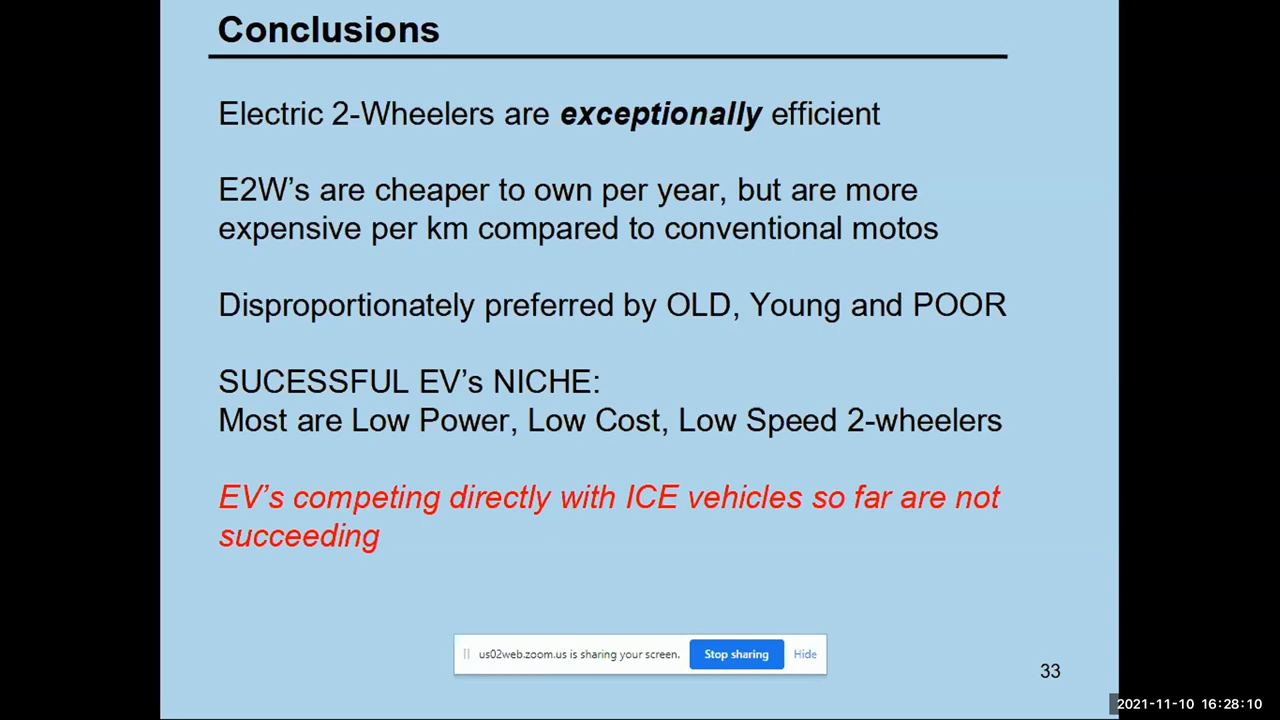 Conclusions
Electric 2-Wheelers are exceptionally efficient
E2W’s are cheaper to own per year, but are more
expensive per km compared to conventional motos
Disproportionately preferred by OLD, Young and POOR
SUCESSFUL EV’s NICHE:
Most are Low Power, Low Cost, Low Speed 2-wheelers
EV’s competing directly with ICE vehicles so far are not
succeeding
us02web.zoom.us is sharing your screen. Stop sharing Hide
33
2021-11-10 16:28:10